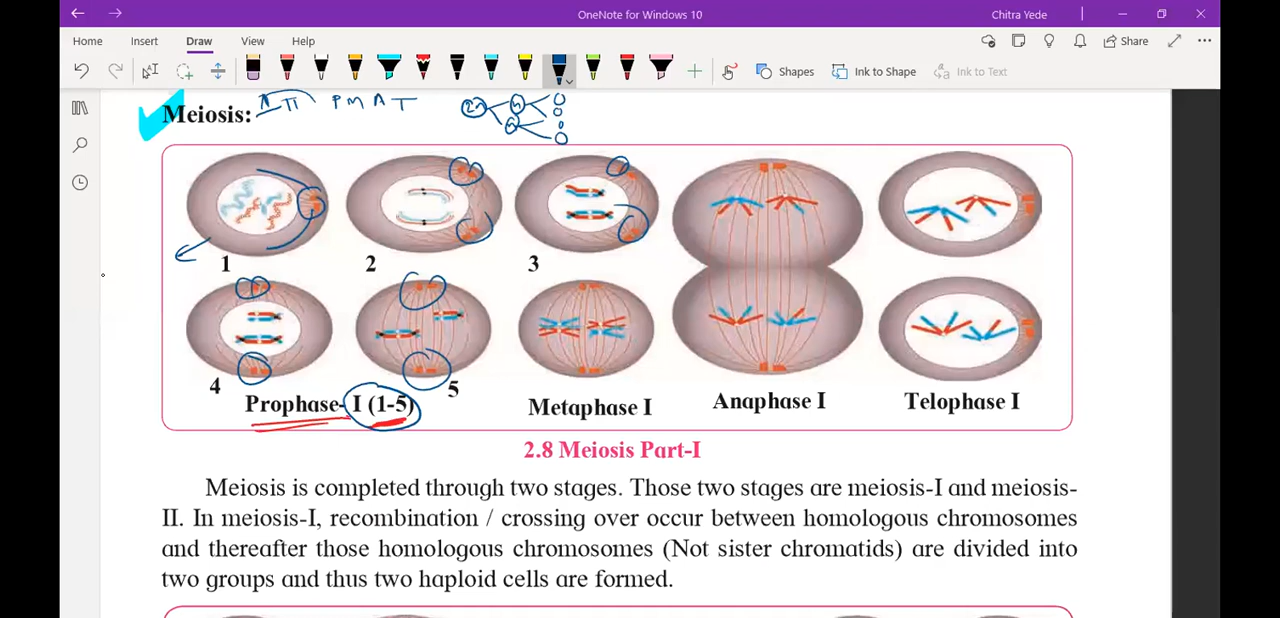 OneNote for Windows 10
Chitra Yede
Home Insert Draw View Help
Share
Shapes
Ink to Shape
Ink to Text
Meiosis: I II P M A T
2n n n
1 2 3
4 5
Prophase- I (1-5) Metaphase I Anaphase I Telophase I
2.8 Meiosis Part-I
Meiosis is completed through two stages. Those two stages are meiosis-I and meiosis-
II. In meiosis-I, recombination / crossing over occur between homologous chromosomes
and thereafter those homologous chromosomes (Not sister chromatids) are divided into
two groups and thus two haploid cells are formed.